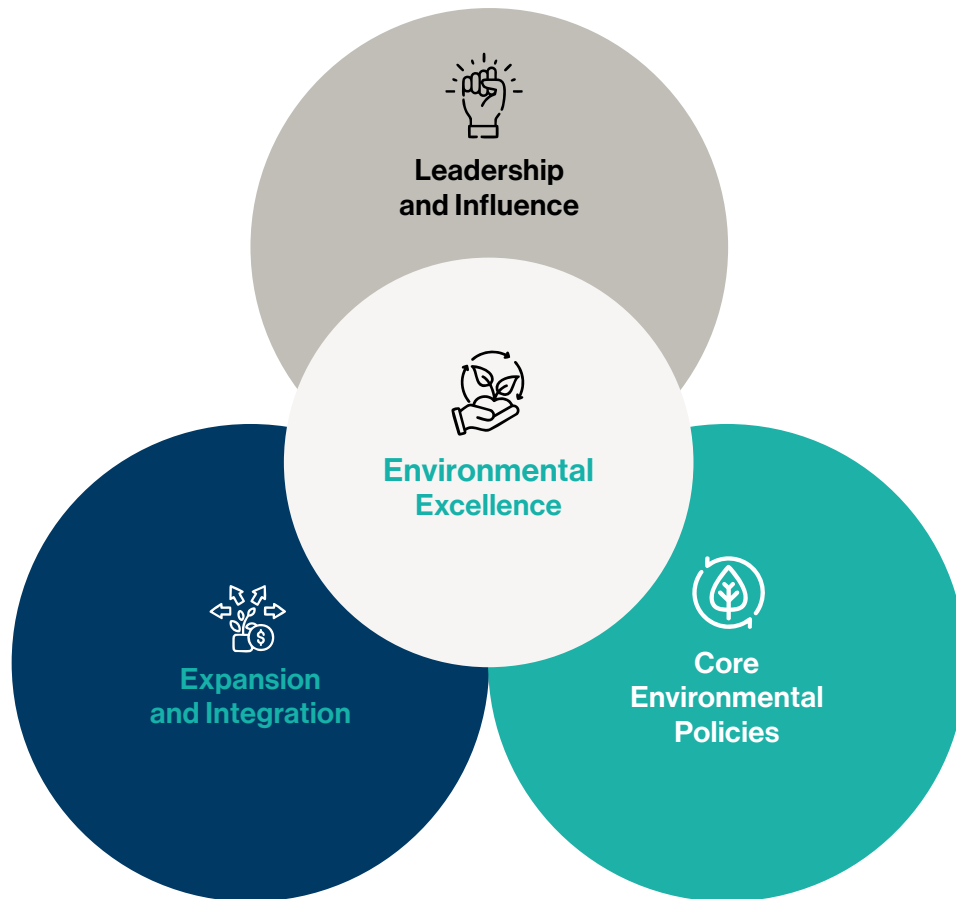 Leadership
and Influence
Environmental
Excellence
Expansion
and Integration
Core
Environmental
Policies
$